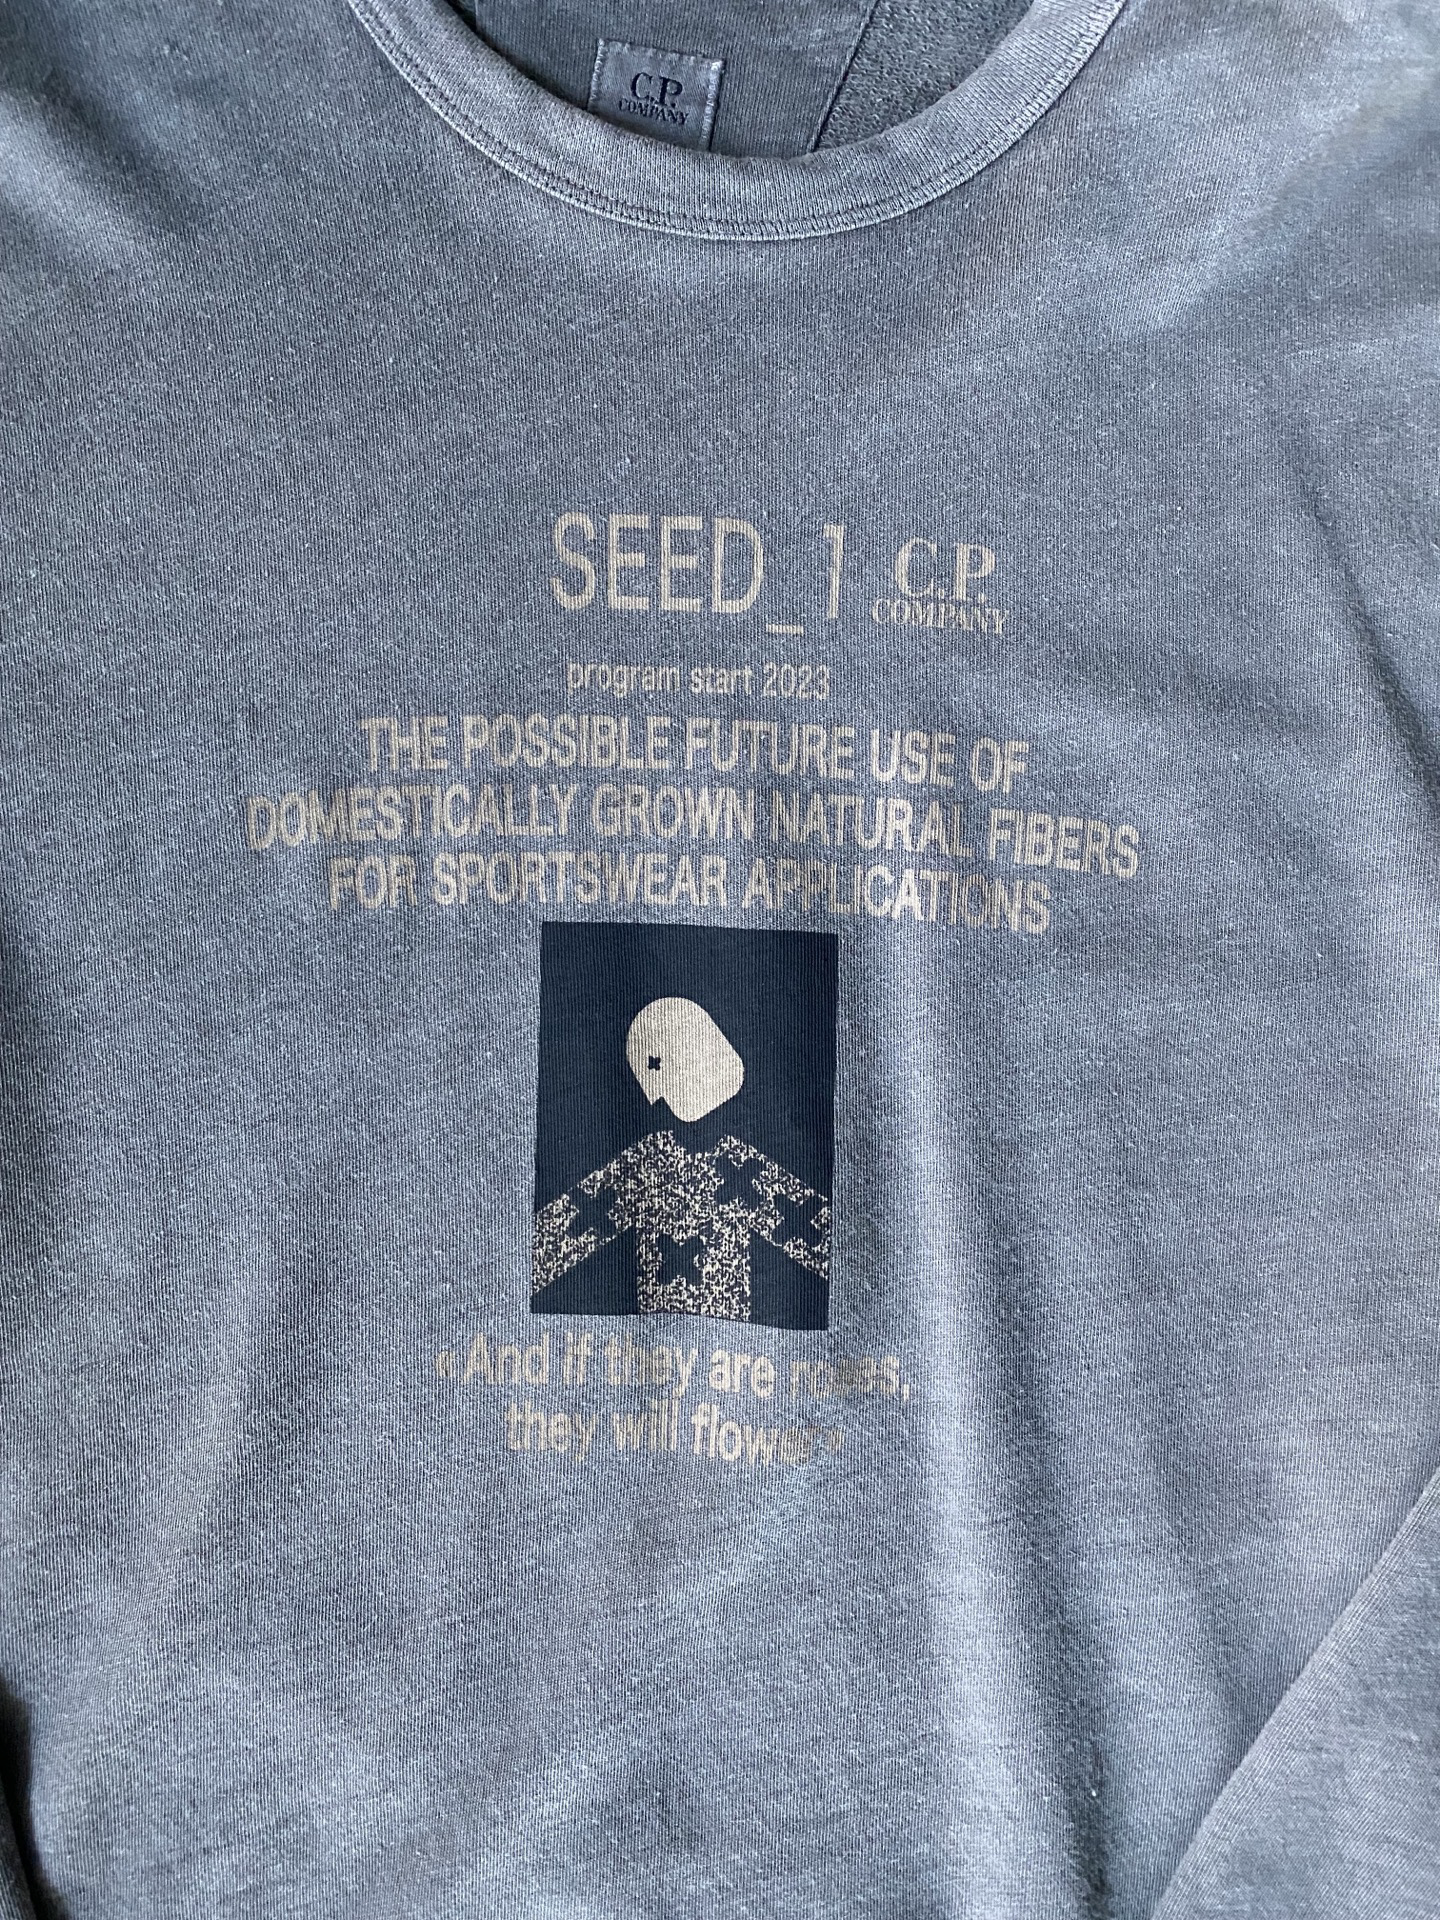 C.P.
COMPANY
SEED_1 C.P.
COMPANY
program start 2023
THE POSSIBLE FUTURE USE OF
DOMESTICALLY GROWN NATURAL FIBERS
FOR SPORTSWEAR APPLICATIONS
«And if they are roses,
they will flower»